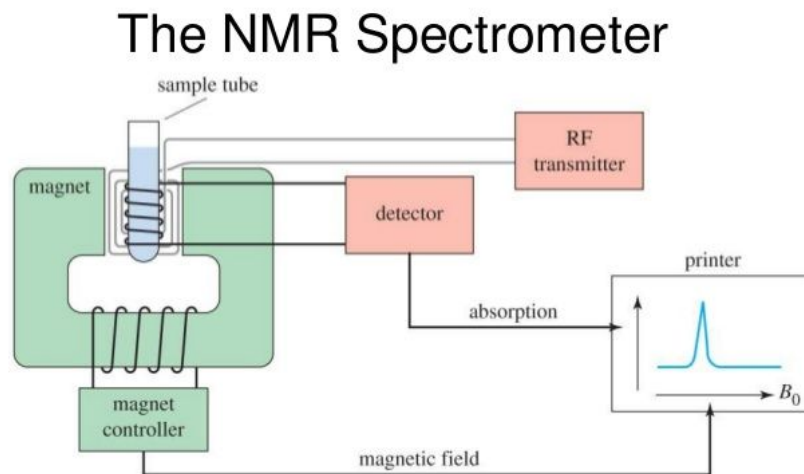 The NMR Spectrometer
sample tube
RF
transmitter
magnet
detector
printer
absorption
B0
magnet
controller
magnetic field